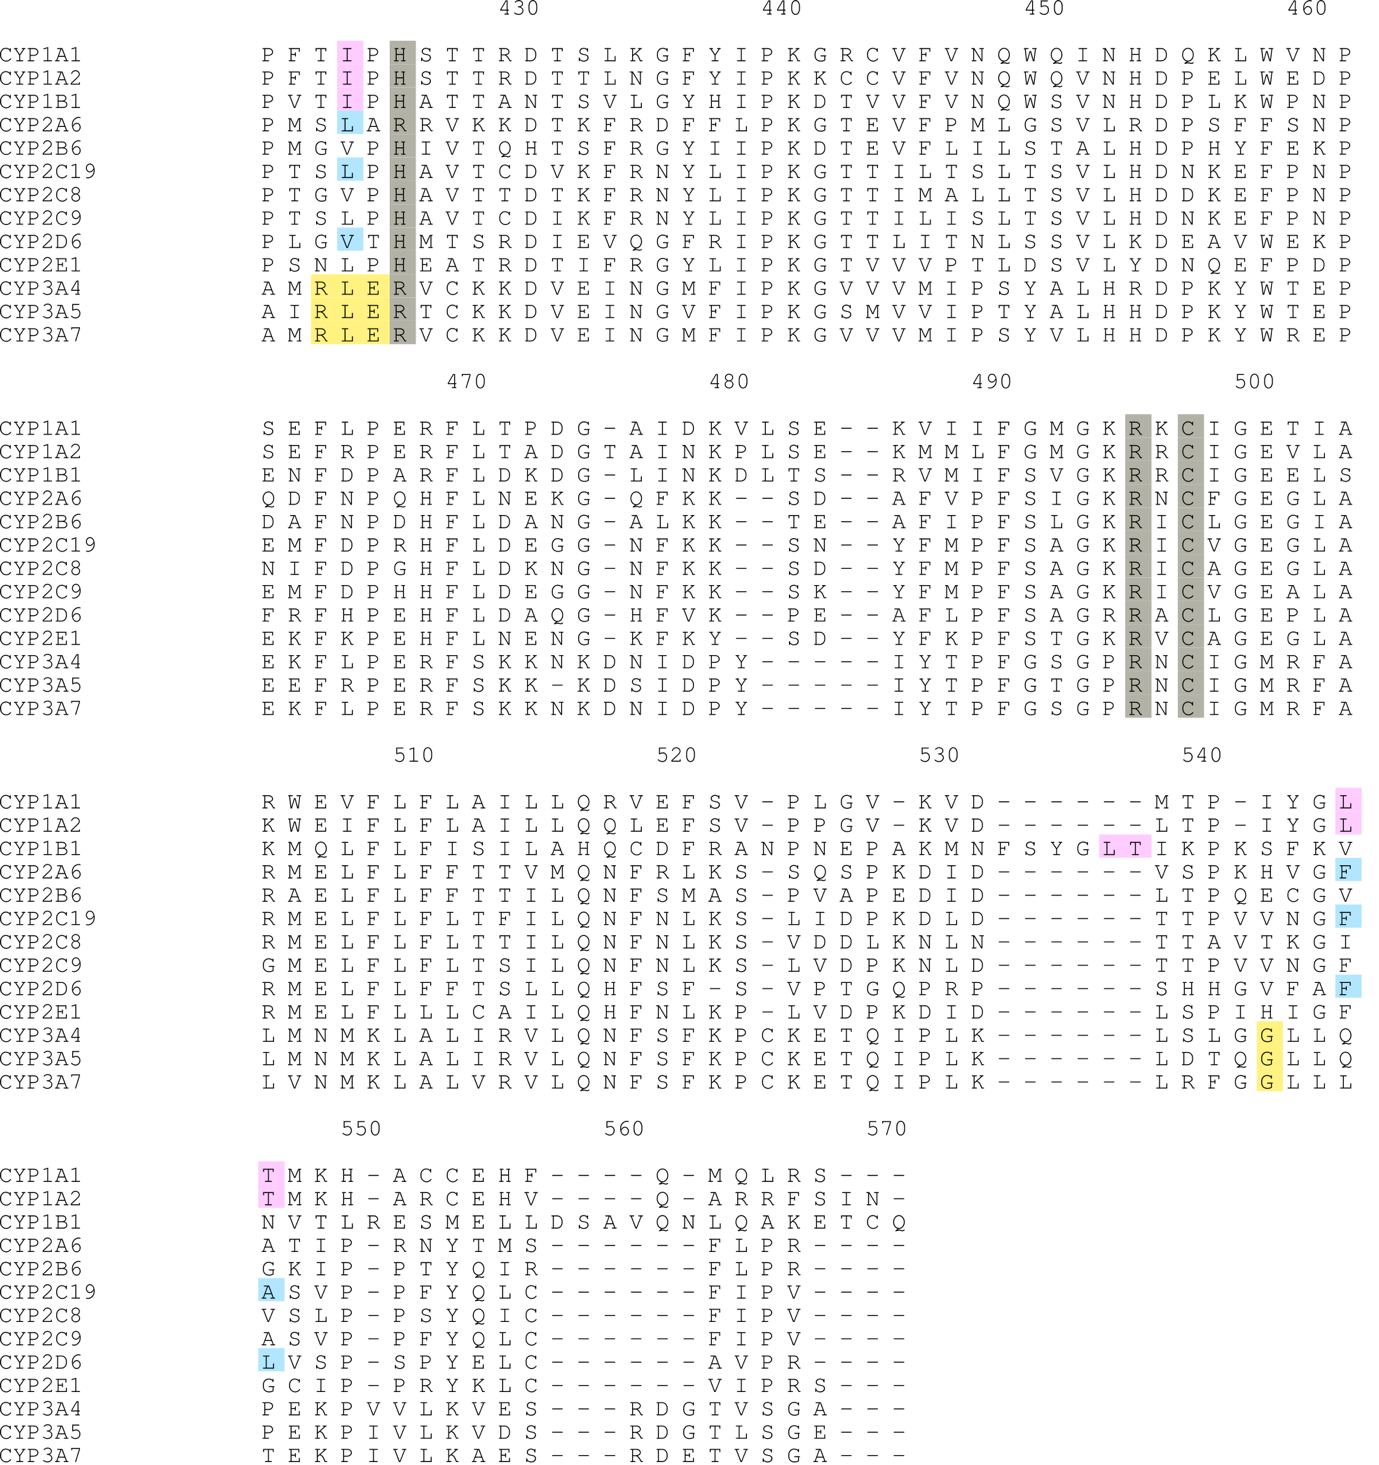 430 440 450 460
CYP1A1 P F T I P H S T T R D T S L K G F Y I P K G R C V F V N Q W Q I N H D Q K L W V N P
CYP1A2 P F T I P H S T T R D T T L N G F Y I P K K C C V F V N Q W Q V N H D P E L W E D P
CYP1B1 P V T I P H A T T A N T S V L G Y H I P K D T V V F V N Q W S V N H D P L K W P N P
CYP2A6 P M S L A R R V K K D T K F R D F F L P K G T E V F P M L G S V L R D P S F F S N P
CYP2B6 P M G V P H I V T Q H T S F R G Y I I P K D T E V F L I L S T A L H D P H Y F E K P
CYP2C19 P T S L P H A V T C D V K F R N Y L I P K G T T I L T S L T S V L H D N K E F P N P
CYP2C8 P T G V P H A V T T D T K F R N Y L I P K G T T I M A L L T S V L H D D K E F P N P
CYP2C9 P T S L P H A V T C D I K F R N Y L I P K G T T I L I S L T S V L H D N K E F P N P
CYP2D6 P L G V T H M T S R D I E V Q G F R I P K G T T L I T N L S S V L K D E A V W E K P
CYP2E1 P S N L P H E A T R D T I F R G Y L I P K G T V V V P T L D S V L Y D N Q E F P D P
CYP3A4 A M R L E R V C K K D V E I N G M F I P K G V V V M I P S Y A L H R D P K Y W T E P
CYP3A5 A I R L E R T C K K D V E I N G V F I P K G S M V V I P T Y A L H H D P K Y W T E P
CYP3A7 A M R L E R V C K K D V E I N G M F I P K G V V V M I P S Y V L H H D P K Y W R E P
470 480 490 500
CYP1A1 S E F L P E R F L T P D G - A I D K V L S E - - K V I I F G M G K R K C I G E T I A
CYP1A2 S E F R P E R F L T A D G T A I N K P L S E - - K M M L F G M G K R R C I G E V L A
CYP1B1 E N F D P A R F L D K D G - L I N K D L T S - - R V M I F S V G K R R C I G E E L S
CYP2A6 Q D F N P Q H F L N E K G - Q F K K - - S D - - A F V P F S I G K R N C F G E G L A
CYP2B6 D A F N P D H F L D A N G - A L K K - - T E - - A F I P F S L G K R I C L G E G I A
CYP2C19 E M F D P R H F L D E G G - N F K K - - S N - - Y F M P F S A G K R I C V G E G L A
CYP2C8 N I F D P G H F L D K N G - N F K K - - S D - - Y F M P F S A G K R I C A G E G L A
CYP2C9 E M F D P H H F L D E G G - N F K K - - S K - - Y F M P F S A G K R I C V G E A L A
CYP2D6 F R F H P E H F L D A Q G - H F V K - - P E - - A F L P F S A G R R A C L G E P L A
CYP2E1 E K F K P E H F L N E N G - K F K Y - - S D - - Y F K P F S T G K R V C A G E G L A
CYP3A4 E K F L P E R F S K K N K D N I D P Y - - - - - I Y T P F G S G P R N C I G M R F A
CYP3A5 E E F R P E R F S K K - K D S I D P Y - - - - - I Y T P F G T G P R N C I G M R F A
CYP3A7 E K F L P E R F S K K N K D N I D P Y - - - - - I Y T P F G S G P R N C I G M R F A
510 520 530 540
CYP1A1 R W E V F L F L A I L L Q R V E F S V - P L G V - K V D - - - - - - M T P - I Y G L
CYP1A2 K W E I F L F L A I L L Q Q L E F S V - P P G V - K V D - - - - - - L T P - I Y G L
CYP1B1 K M Q L F L F I S I L A H Q C D F R A N P N E P A K M N F S Y G L T I K P K S F K V
CYP2A6 R M E L F L F F T T V M Q N F R L K S - S Q S P K D I D - - - - - - V S P K H V G F
CYP2B6 R A E L F L F F T T I L Q N F S M A S - P V A P E D I D - - - - - - L T P Q E C G V
CYP2C19 R M E L F L F L T F I L Q N F N L K S - L I D P K D L D - - - - - - T T P V V N G F
CYP2C8 R M E L F L F L T T I L Q N F N L K S - V D D L K N L N - - - - - - T T A V T K G I
CYP2C9 G M E L F L F L T S I L Q N F N L K S - L V D P K N L D - - - - - - T T P V V N G F
CYP2D6 R M E L F L F F T S L L Q H F S F - S - V P T G Q P R P - - - - - - S H H G V F A F
CYP2E1 R M E L F L L L C A I L Q H F N L K P - L V D P K D I D - - - - - - L S P I H I G F
CYP3A4 L M N M K L A L I R V L Q N F S F K P C K E T Q I P L K - - - - - - L S L G G L L Q
CYP3A5 L M N M K L A L I R V L Q N F S F K P C K E T Q I P L K - - - - - - L D T Q G L L Q
CYP3A7 L V N M K L A L V R V L Q N F S F K P C K E T Q I P L K - - - - - - L R F G G L L L
550 560 570
CYP1A1 T M K H - A C C E H F - - - - Q - M Q L R S - - -
CYP1A2 T M K H - A R C E H V - - - - Q - A R R F S I N -
CYP1B1 N V T L R E S M E L L D S A V Q N L Q A K E T C Q
CYP2A6 A T I P - R N Y T M S - - - - - - F L P R - - - -
CYP2B6 G K I P - P T Y Q I R - - - - - - F L P R - - - -
CYP2C19 A S V P - P F Y Q L C - - - - - - F I P V - - - -
CYP2C8 V S L P - P S Y Q I C - - - - - - F I P V - - - -
CYP2C9 A S V P - P F Y Q L C - - - - - - F I P V - - - -
CYP2D6 L V S P - S P Y E L C - - - - - - A V P R - - - -
CYP2E1 G C I P - P R Y K L C - - - - - - V I P R S - - -
CYP3A4 P E K P V V L K V E S - - - R D G T V S G A - - -
CYP3A5 P E K P I V L K V D S - - - R D G T L S G E - - -
CYP3A7 T E K P I V L K A E S - - - R D E T V S G A - - -